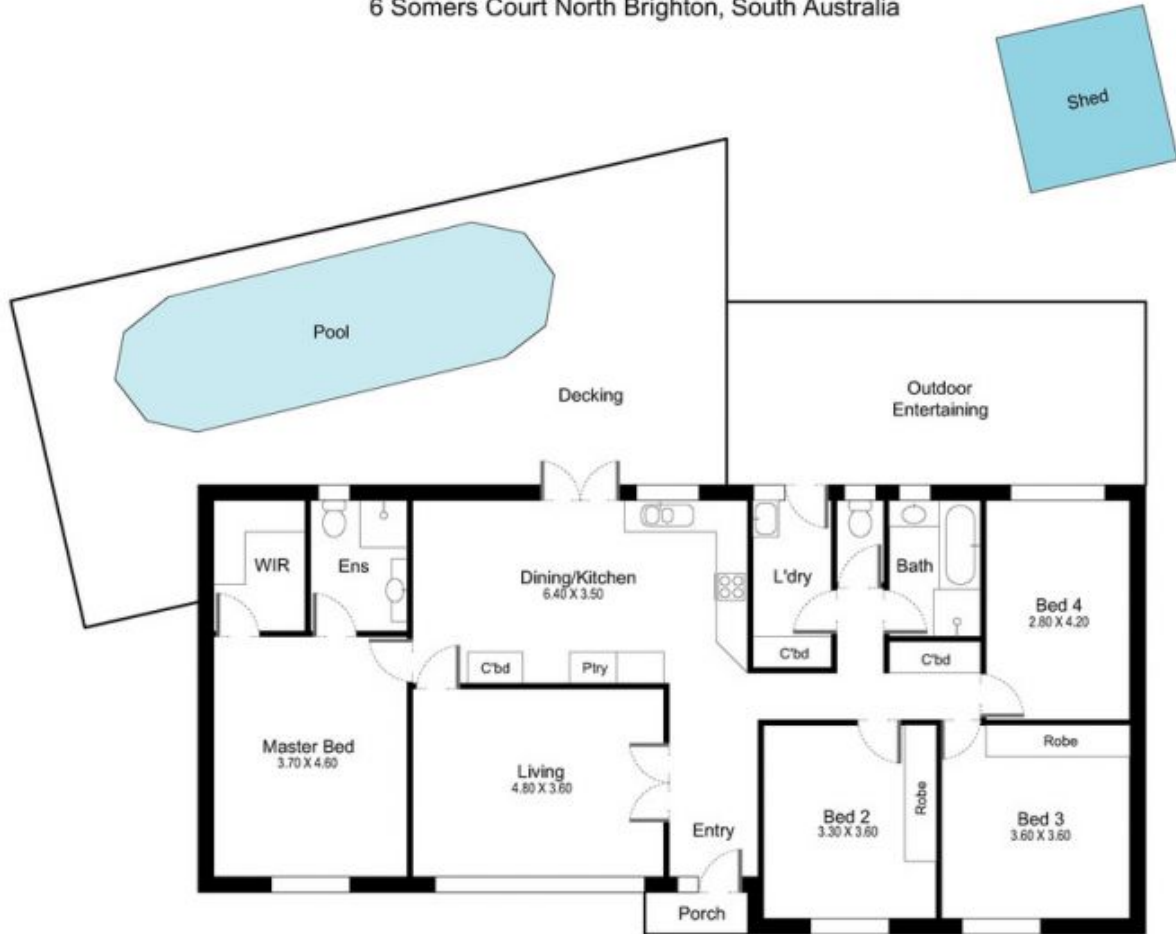 6 Somers Court North Brighton, South Australia
Shed
Pool
Decking
Outdoor
Entertaining
WIR
Ens
Dining/Kitchen
6.40 X 3.50
L'dry
Bath
Bed 4
2.80 X 4.20
C'bd
Ptry
C'bd
C'bd
Master Bed
3.70 X 4.60
Living
4.80 X 3.60
Entry
Bed 2
3.30 X 3.60
Robe
Robe
Bed 3
3.60 X 3.60
Porch